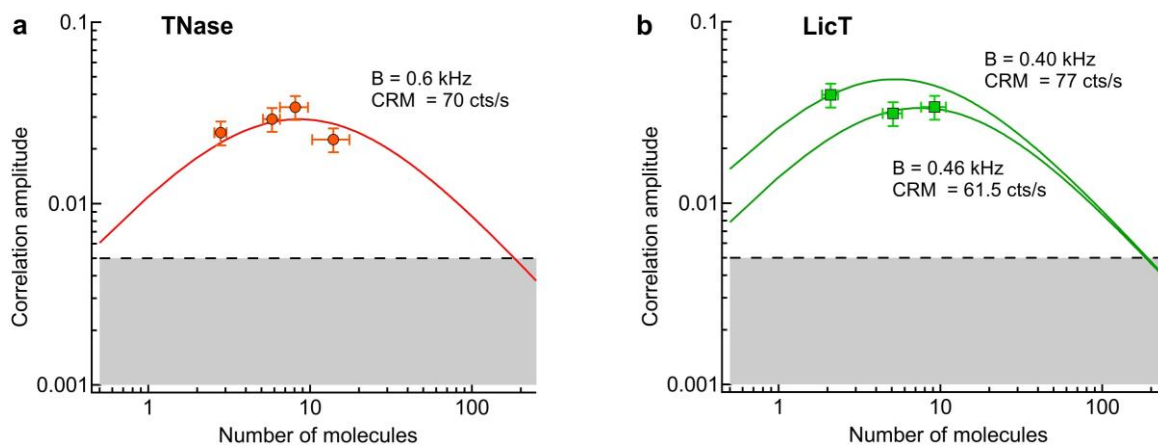 a
TNase
0.1
0.01
0.001
Correlation amplitude
B = 0.6 kHz
CRM = 70 cts/s
1
10
100
Number of molecules
b
LicT
0.1
0.01
0.001
Correlation amplitude
B = 0.40 kHz
CRM = 77 cts/s
B = 0.46 kHz
CRM = 61.5 cts/s
1
10
100
Number of molecules